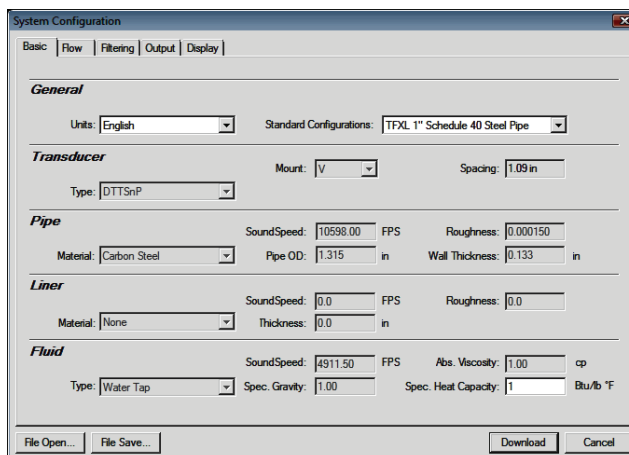 System Configuration
Basic Flow Filtering Output Display
General
Units: English Standard Configurations: TFXL 1" Schedule 40 Steel Pipe
Transducer
Mount: V Spacing: 1.09 in
Type: DTTSnP
Pipe
SoundSpeed: 10598.00 FPS Roughness: 0.000150
Material: Carbon Steel Pipe OD: 1.315 in Wall Thickness: 0.133 in
Liner
SoundSpeed: 0.0 FPS Roughness: 0.0
Material: None Thickness: 0.0 in
Fluid
SoundSpeed: 4911.50 FPS Abs. Viscosity: 1.00 cp
Type: Water Tap Spec. Gravity: 1.00 Spec. Heat Capacity: 1 Btu/lb °F
File Open... File Save... Download Cancel